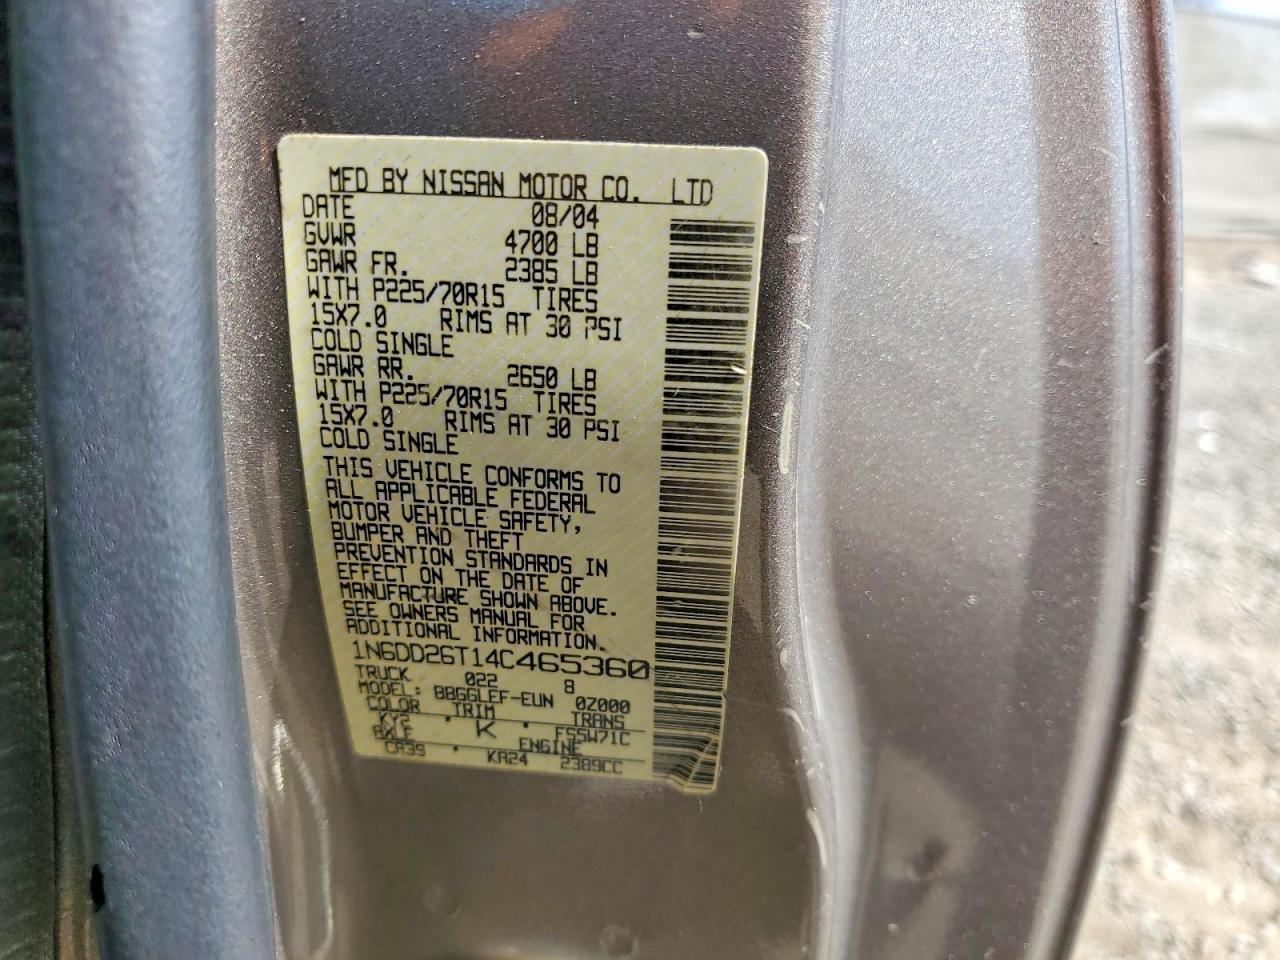 MFD BY NISSAN MOTOR CO. LTD
DATE 08/04
GVWR 4700 LB
GAWR FR. 2385 LB
WITH P225/70R15 TIRES
15X7.0 RIMS AT 30 PSI
COLD SINGLE
GAWR RR. 2650 LB
WITH P225/70R15 TIRES
15X7.0 RIMS AT 30 PSI
COLD SINGLE
THIS VEHICLE CONFORMS TO
ALL APPLICABLE FEDERAL
MOTOR VEHICLE SAFETY,
BUMPER AND THEFT
PREVENTION STANDARDS IN
EFFECT ON THE DATE OF
MANUFACTURE SHOWN ABOVE.
SEE OWNERS MANUAL FOR
ADDITIONAL INFORMATION.
1N6DD26T14C465360
TRUCK 022 8
MODEL: BBGGLEF-EUN 0Z000
COLOR TRIM TRANS
KY2 K FS5W71C
AXLE ENGINE
CA39 KA24 2389CC